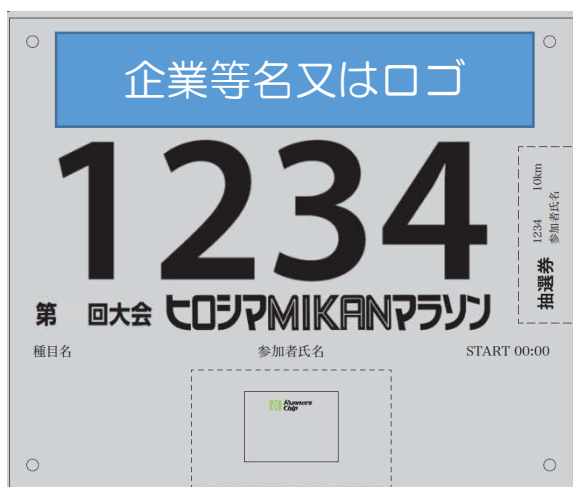 企業等名又はロゴ
1234
第 回大会 ヒロシマMIKANマラソン
種目名 参加者氏名 START 00:00
抽選券 1234 10km
参加者氏名
Runners
Chip